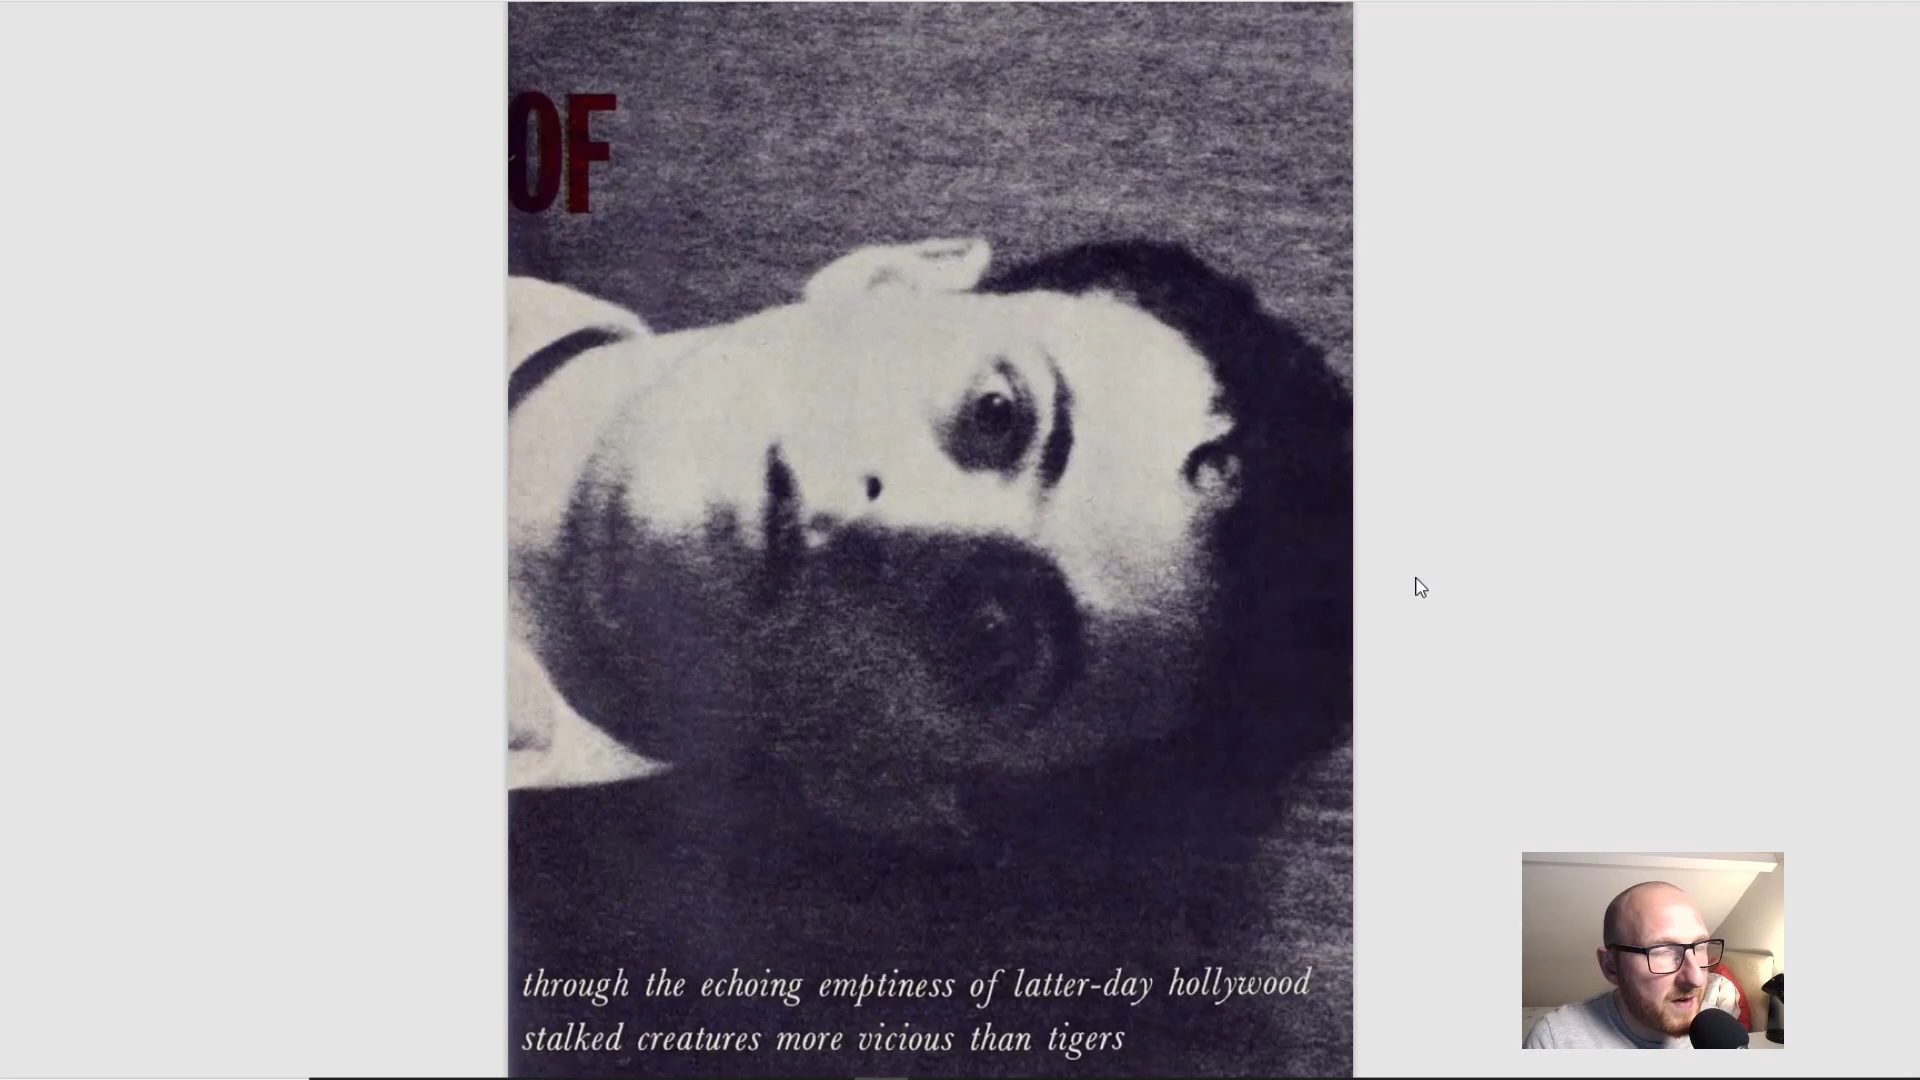 OF
through the echoing emptiness of latter-day hollywood
stalked creatures more vicious than tigers